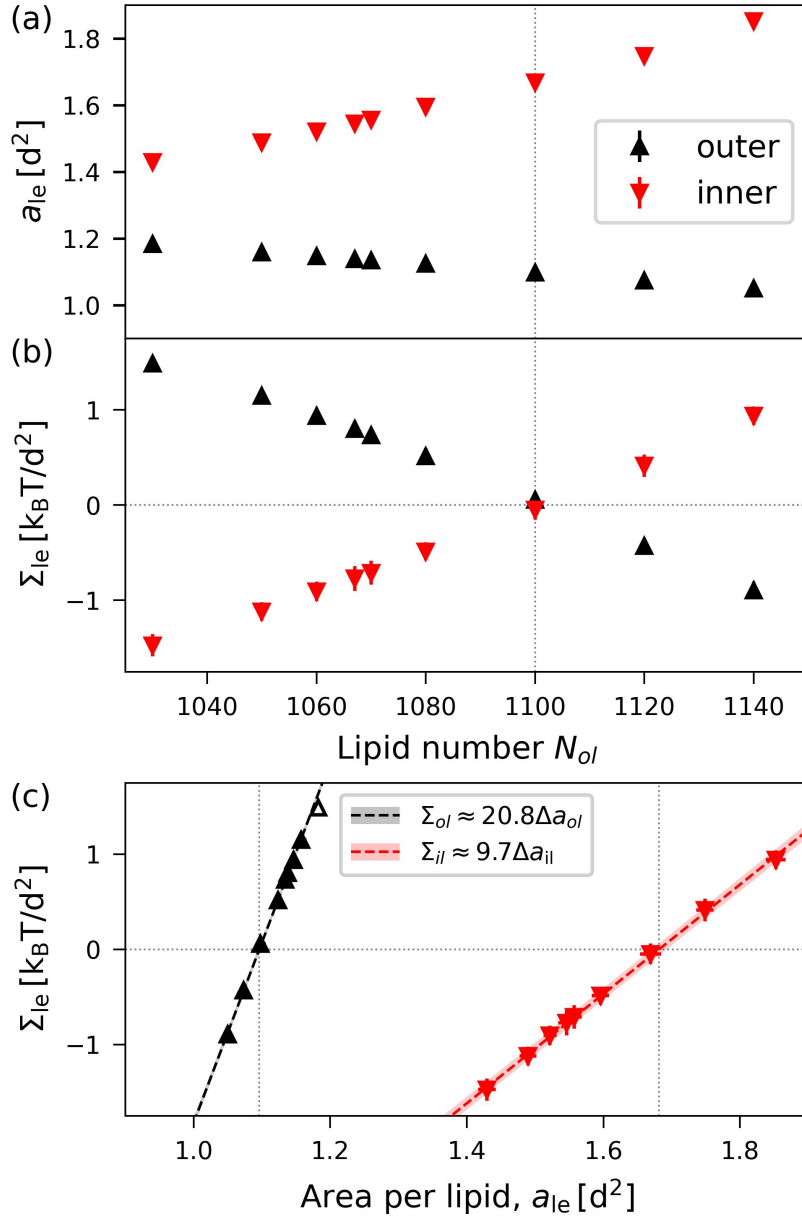 (a)
1.8
1.6
1.4
1.2
1.0
a_le [d²]
outer
inner
(b)
1
0
−1
Σ_le [k_BT/d²]
1040 1060 1080 1100 1120 1140
Lipid number N_ol
(c)
1
0
−1
Σ_le [k_BT/d²]
Σ_ol ≈ 20.8Δa_ol
Σ_il ≈ 9.7Δa_il
1.0 1.2 1.4 1.6 1.8
Area per lipid, a_le [d²]